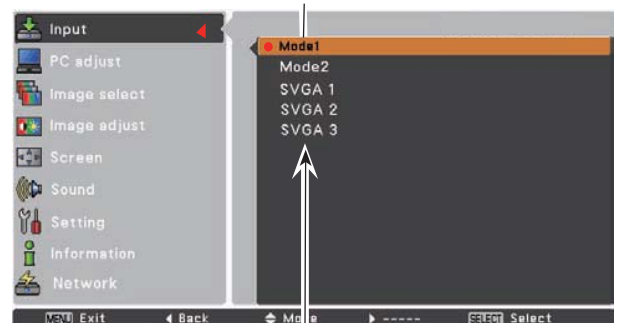 Input
Mode1
PC adjust
Mode2
Image select
SVGA 1
SVGA 2
Image adjust
SVGA 3
Screen
Sound
Setting
Information
Network
MENU Exit Back Move ----- SELECT Select